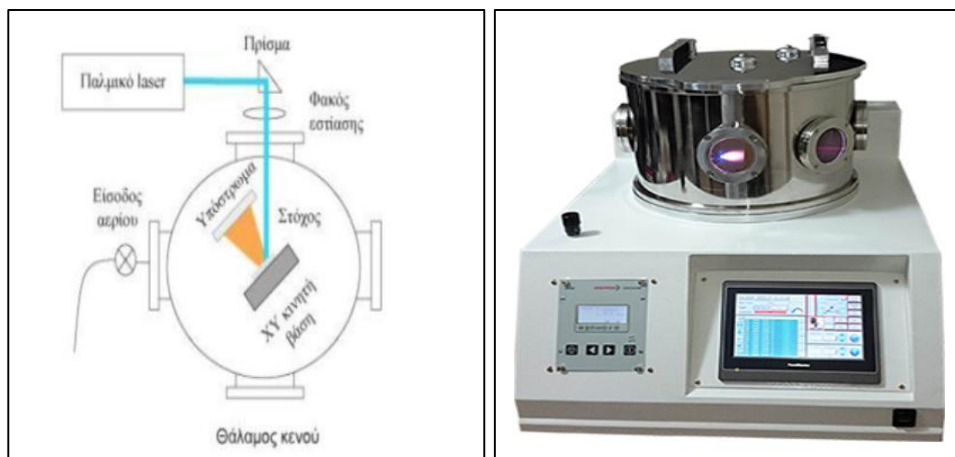 Πρίσμα
Παλμικό laser
Φακός
εστίασης
Είσοδος
αερίου
Υπόστρωμα
Στόχος
XY κινητή
βάση
Θάλαμος κενού